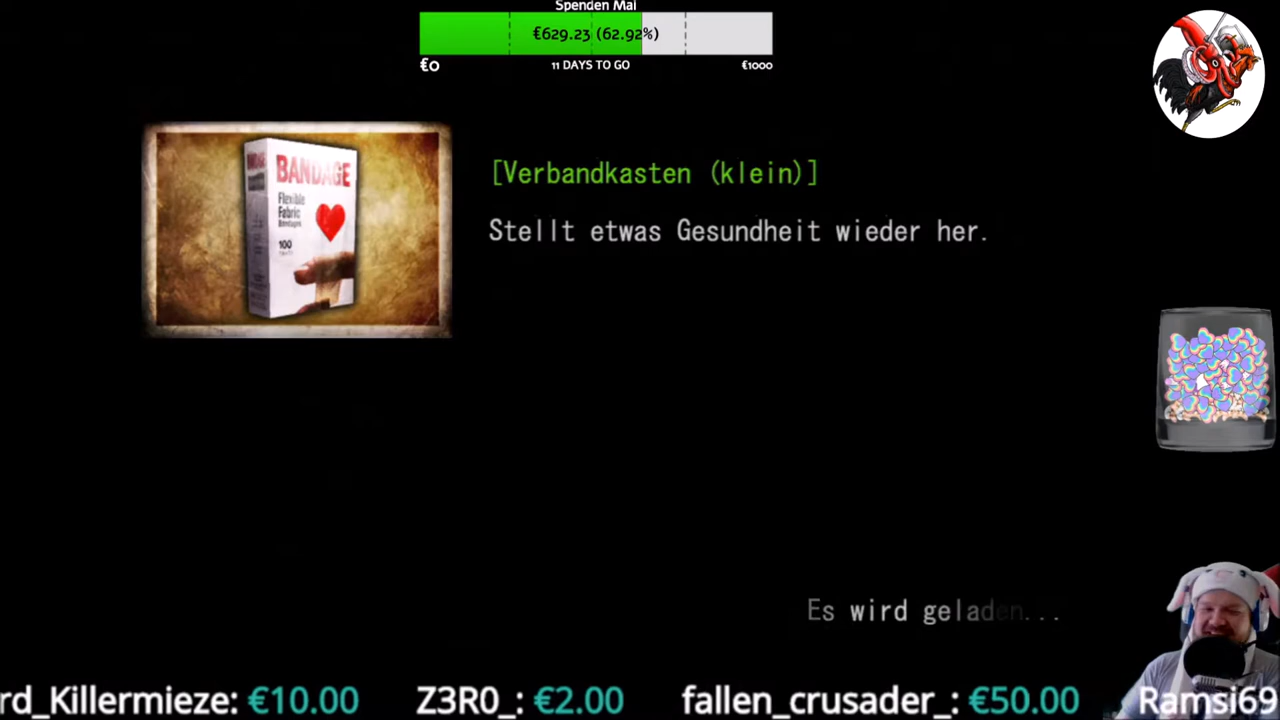 Spenden Mai
€629.23 (62.92%)
€0 11 DAYS TO GO €1000
BANDAGE
Flexible
Fabric
Bandages
100
[Verbandkasten (klein)]
Stellt etwas Gesundheit wieder her.
Es wird geladen...
rd_Killermieze: €10.00 Z3R0_: €2.00 fallen_crusader_: €50.00 Ramsi69